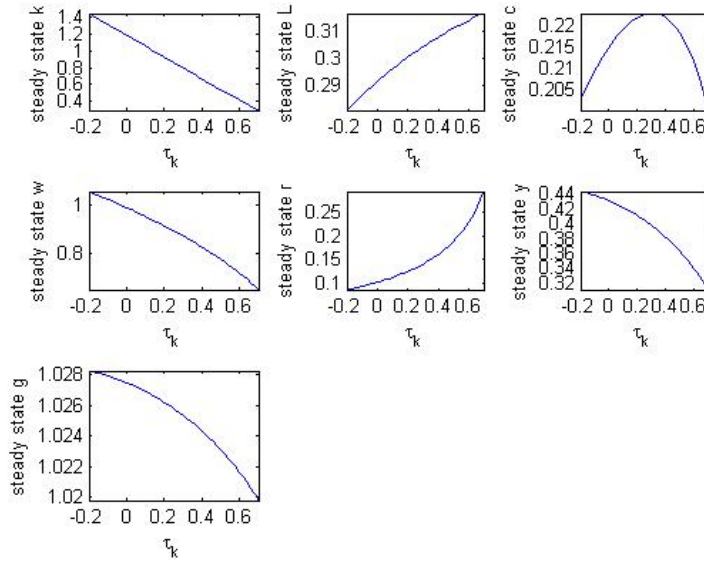 steady state k
1.4
1.2
1
0.8
0.6
0.4
-0.2 0 0.2 0.4 0.6
τk
steady state L
0.31
0.3
0.29
-0.2 0 0.2 0.4 0.6
τk
steady state c
0.22
0.215
0.21
0.205
-0.2 0 0.2 0.4 0.6
τk
steady state w
1
0.8
-0.2 0 0.2 0.4 0.6
τk
steady state r
0.25
0.2
0.15
0.1
-0.2 0 0.2 0.4 0.6
τk
steady state y
0.44
0.42
0.4
0.38
0.36
0.34
0.32
-0.2 0 0.2 0.4 0.6
τk
steady state g
1.028
1.026
1.024
1.022
1.02
-0.2 0 0.2 0.4 0.6
τk